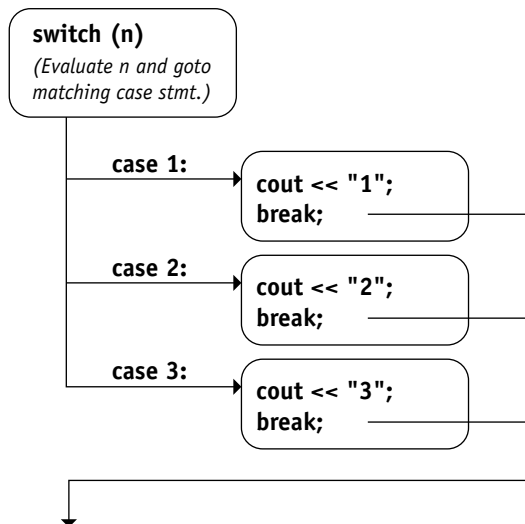 switch (n)
(Evaluate n and goto
matching case stmt.)
case 1:
cout << "1";
break;
case 2:
cout << "2";
break;
case 3:
cout << "3";
break;